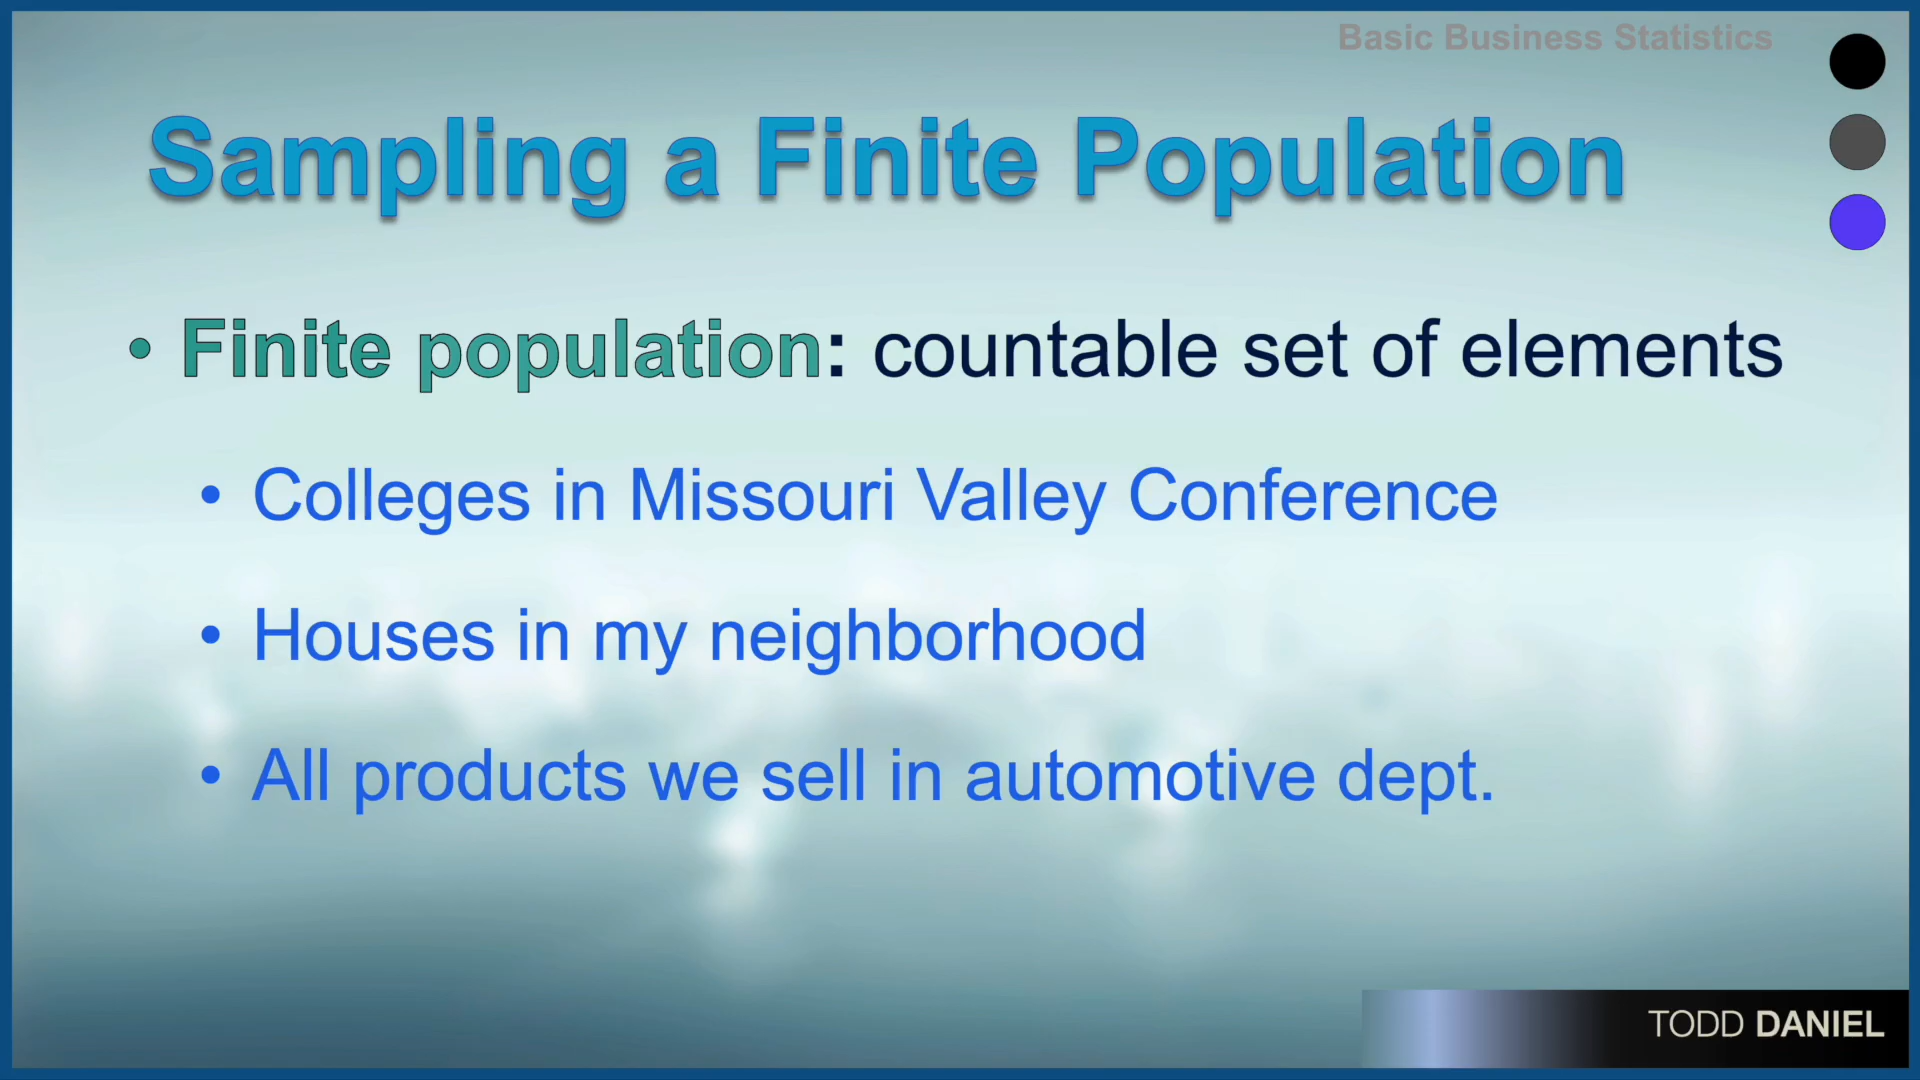 Basic Business Statistics
Sampling a Finite Population
• Finite population: countable set of elements
• Colleges in Missouri Valley Conference
• Houses in my neighborhood
• All products we sell in automotive dept.
TODD DANIEL